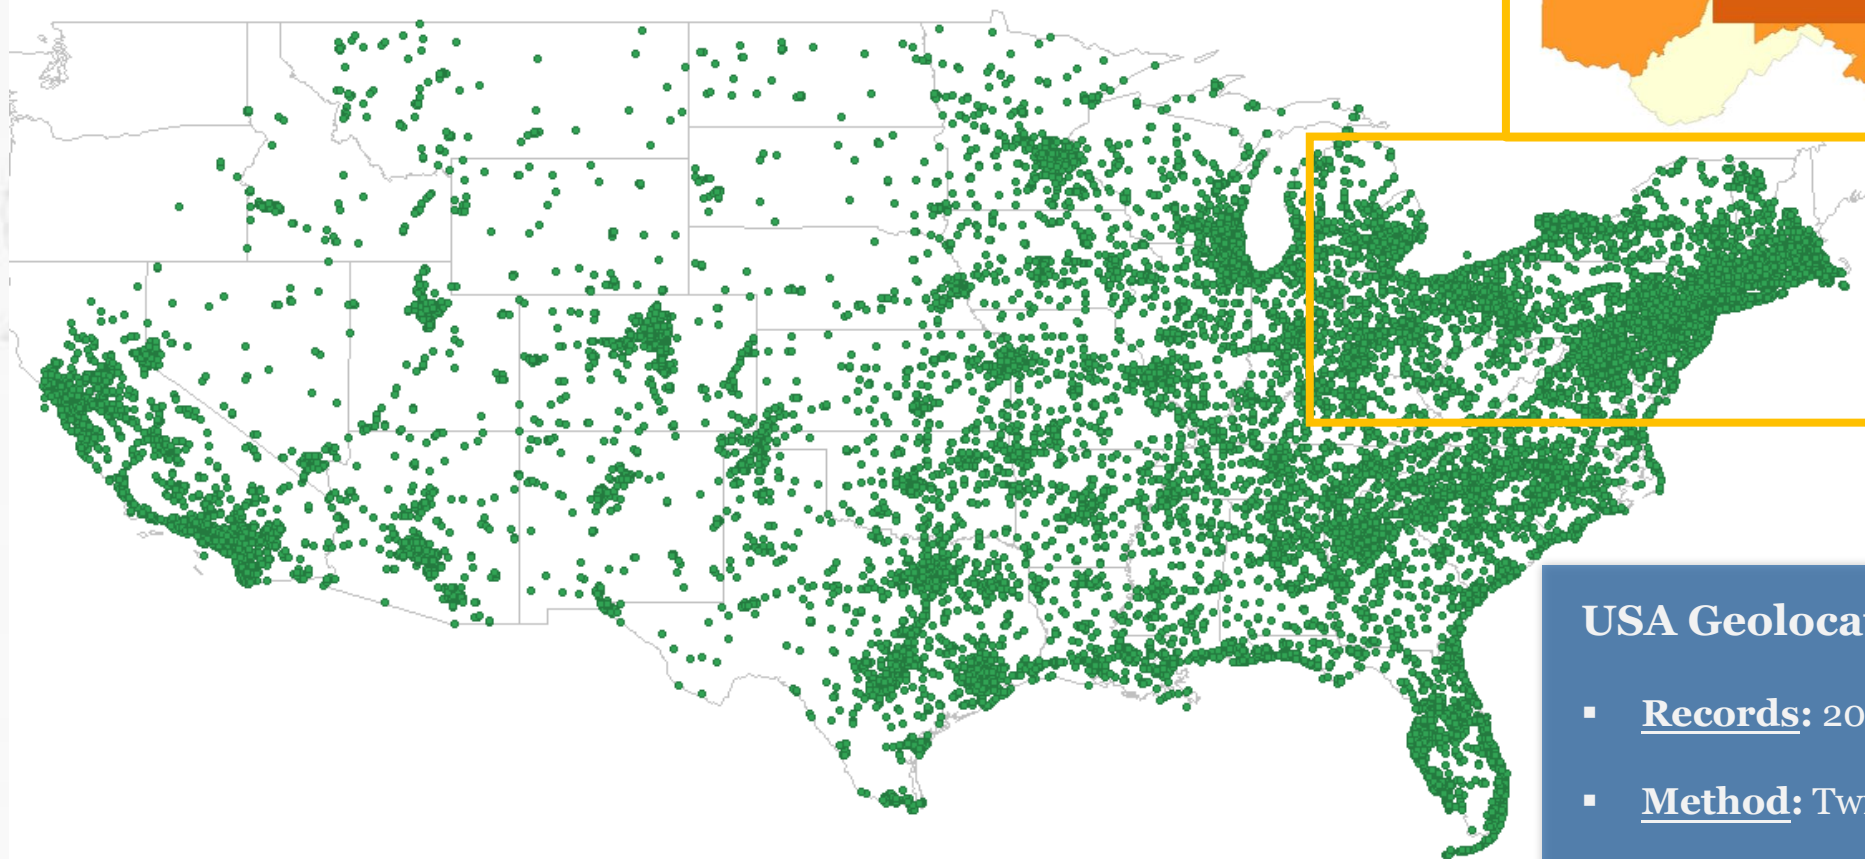 USA Geoloca
▪ Records: 20
▪ Method: Tw